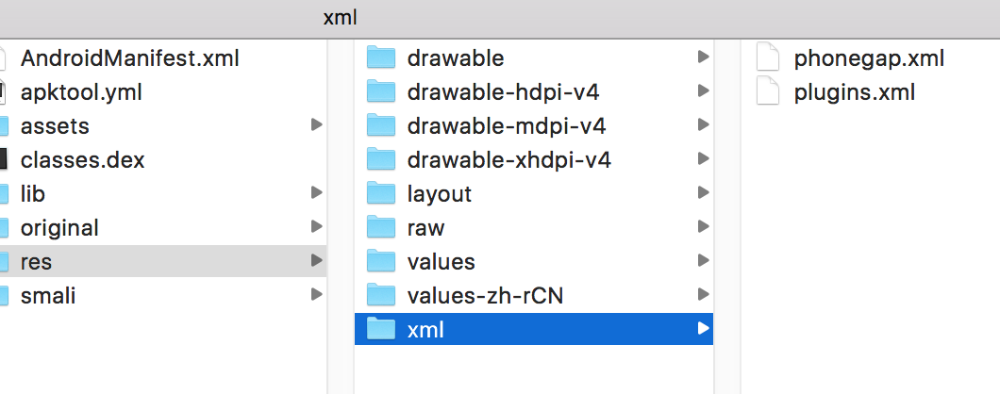 xml
AndroidManifest.xml
apktool.yml
assets
classes.dex
lib
original
res
smali
drawable
drawable-hdpi-v4
drawable-mdpi-v4
drawable-xhdpi-v4
layout
raw
values
values-zh-rCN
xml
phonegap.xml
plugins.xml